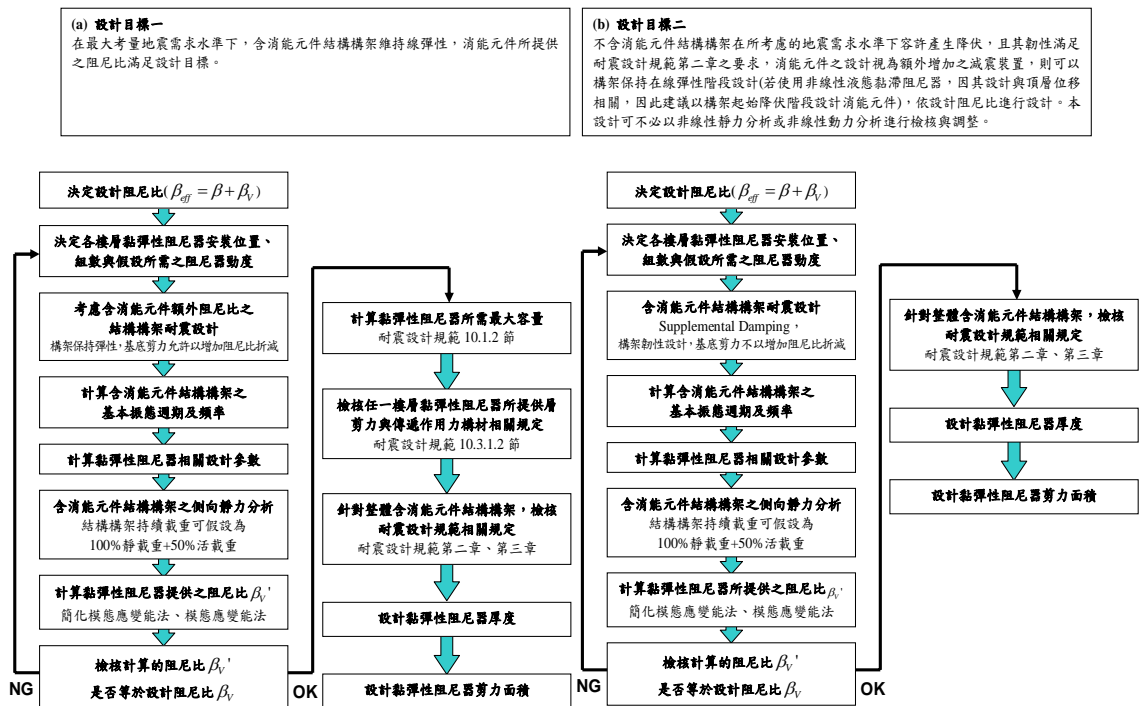 (a) 設計目標一
在最大考量地震需求水準下，含消能元件結構構架維持線彈性，消能元件所提供
之阻尼比滿足設計目標。
決定設計阻尼比(βeff = β + βV)
決定各樓層黏彈性阻尼器安裝位置、
組數與假設所需之阻尼器勁度
考慮含消能元件額外阻尼比之
結構構架耐震設計
構架保持彈性，基底剪力允許以增加阻尼比折減
計算含消能元件結構構架之
基本振態週期及頻率
計算黏彈性阻尼器相關設計參數
含消能元件結構構架之側向靜力分析
結構構架持續載重可假設為
100%靜載重+50%活載重
計算黏彈性阻尼器提供之阻尼比βV'
簡化模態應變能法、模態應變能法
檢核計算的阻尼比βV'
是否等於設計阻尼比βV
NG
OK
計算黏彈性阻尼器所需最大容量
耐震設計規範 10.1.2 節
檢核任一樓層黏彈性阻尼器所提供層
剪力與傳遞作用力構材相關規定
耐震設計規範 10.3.1.2 節
針對整體含消能元件結構構架，檢核
耐震設計規範相關規定
耐震設計規範第二章、第三章
設計黏彈性阻尼器厚度
設計黏彈性阻尼器剪力面積
(b) 設計目標二
不含消能元件結構構架在所考慮的地震需求水準下容許產生降伏，且其韌性滿足
耐震設計規範第二章之要求，消能元件之設計視為額外增加之減震裝置，則可以
構架保持在線彈性階段設計(若使用非線性液態黏滯阻尼器，因其設計與頂層位移
相關，因此建議以構架起始降伏階段設計消能元件)，依設計阻尼比進行設計。本
設計可不必以非線性靜力分析或非線性動力分析進行檢核與調整。
決定設計阻尼比(βeff = β + βV)
決定各樓層黏彈性阻尼器安裝位置、
組數與假設所需之阻尼器勁度
含消能元件結構構架耐震設計
Supplemental Damping，
構架韌性設計，基底剪力不以增加阻尼比折減
計算含消能元件結構構架之
基本振態週期及頻率
計算黏彈性阻尼器相關設計參數
含消能元件結構構架之側向靜力分析
結構構架持續載重可假設為
100%靜載重+50%活載重
計算黏彈性阻尼器所提供之阻尼比βV'
簡化模態應變能法、模態應變能法
檢核計算的阻尼比βV'
是否等於設計阻尼比βV
NG
OK
針對整體含消能元件結構構架，檢核
耐震設計規範相關規定
耐震設計規範第二章、第三章
設計黏彈性阻尼器厚度
設計黏彈性阻尼器剪力面積